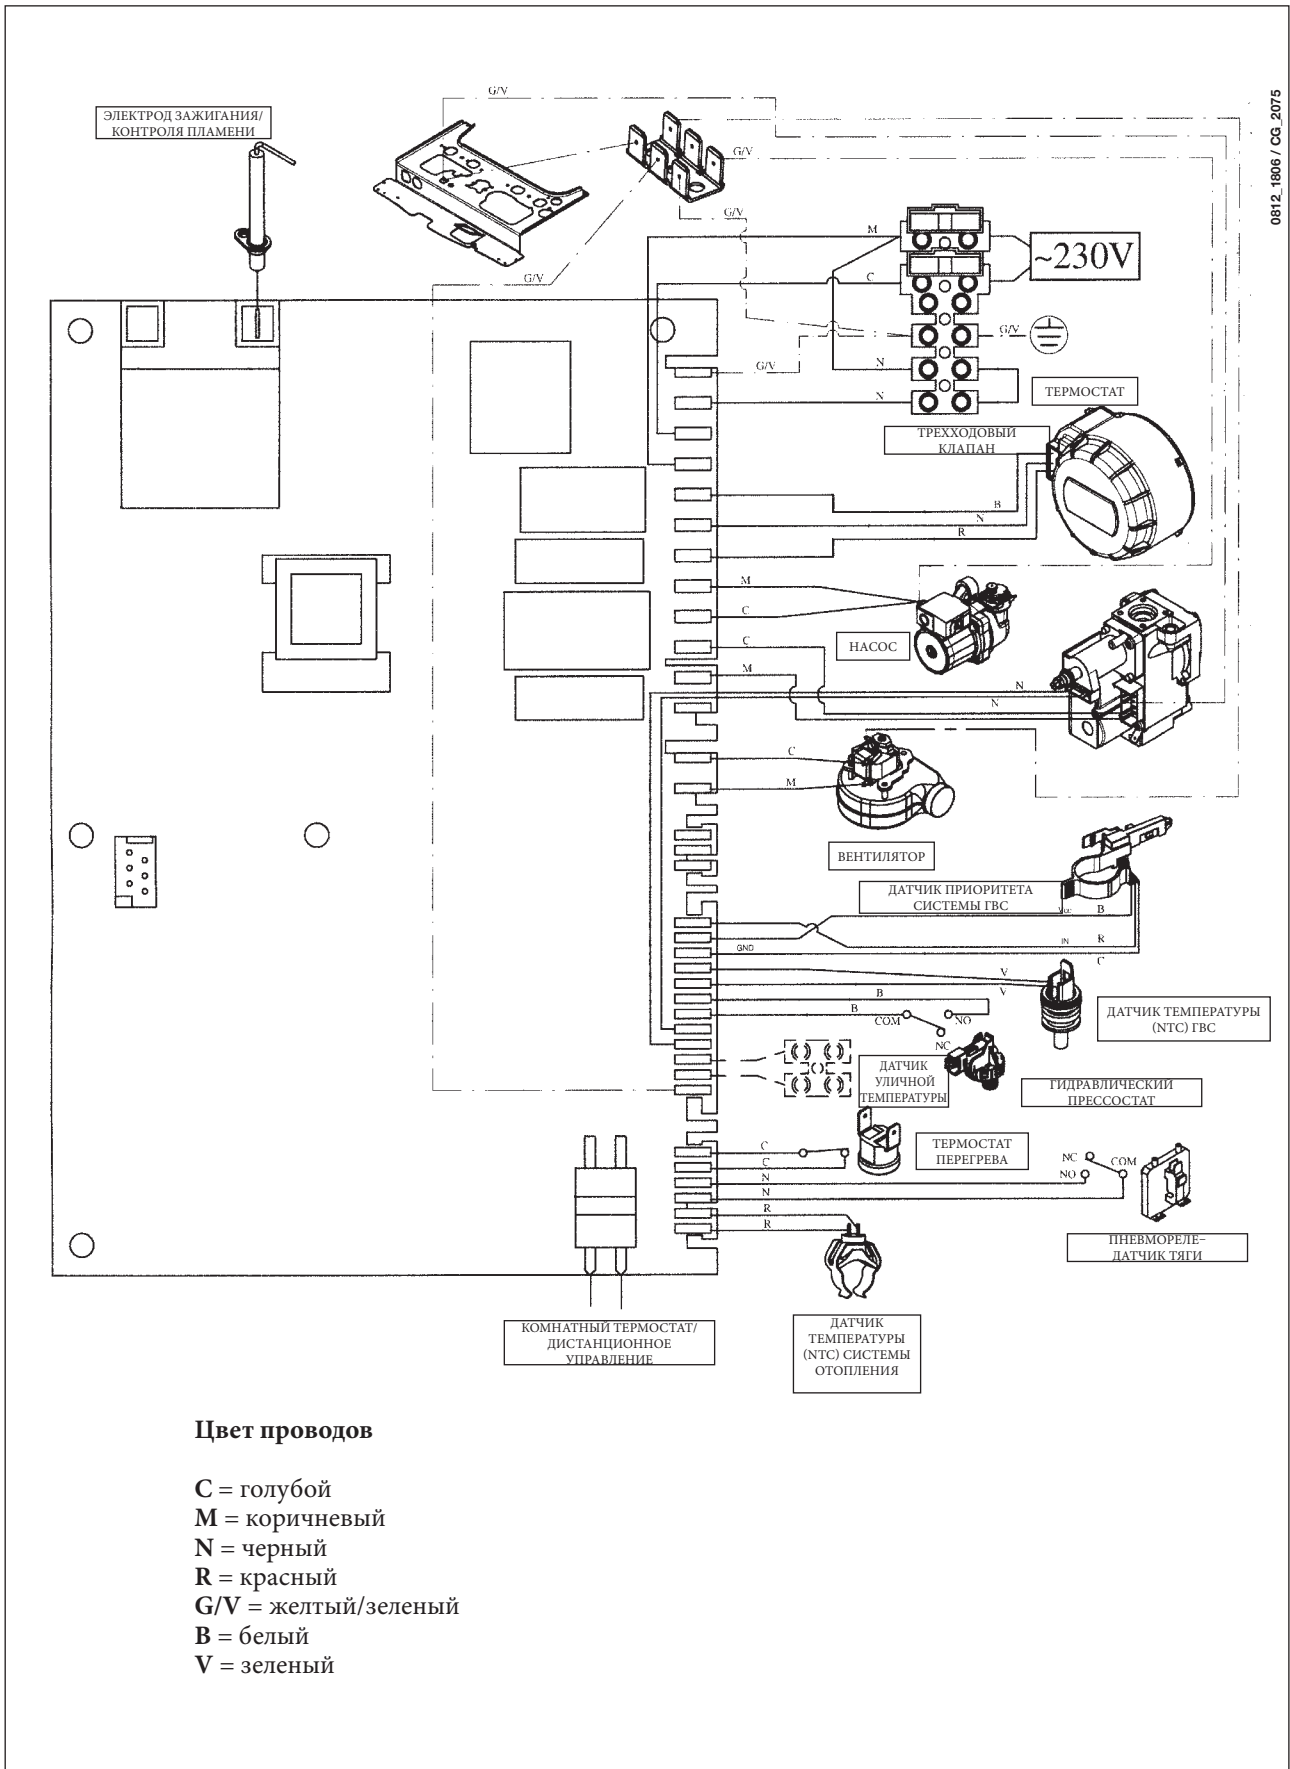 G/V
0812_1806 / CG_2075
ЭЛЕКТРОД ЗАЖИГАНИЯ/
КОНТРОЛЯ ПЛАМЕНИ
G/V
G/V
M
G/V
C
~230V
G/V
G/V
N
N
ТЕРМОСТАТ
ТРЕХХОДОВЫЙ
КЛАПАН
B
N
R
M
C
НАСОС
C
M
N
N
C
M
ВЕНТИЛЯТОР
ДАТЧИК ПРИОРИТЕТА
СИСТЕМЫ ГВС
Vcc
B
GND
IN
R
C
V
V
B
B
COM
NO
NC
ДАТЧИК ТЕМПЕРАТУРЫ
(NTC) ГВС
ДАТЧИК
УЛИЧНОЙ
ТЕМПЕРАТУРЫ
ГИДРАВЛИЧЕСКИЙ
ПРЕССОСТАТ
C
C
N
N
R
R
ТЕРМОСТАТ
ПЕРЕГРЕВА
NC
COM
NO
ПНЕВМОРЕЛЕ–
ДАТЧИК ТЯГИ
КОМНАТНЫЙ ТЕРМОСТАТ/
ДИСТАНЦИОННОЕ
УПРАВЛЕНИЕ
ДАТЧИК
ТЕМПЕРАТУРЫ
(NTC) СИСТЕМЫ
ОТОПЛЕНИЯ
Цвет проводов
C = голубой
M = коричневый
N = черный
R = красный
G/V = желтый/зеленый
B = белый
V = зеленый